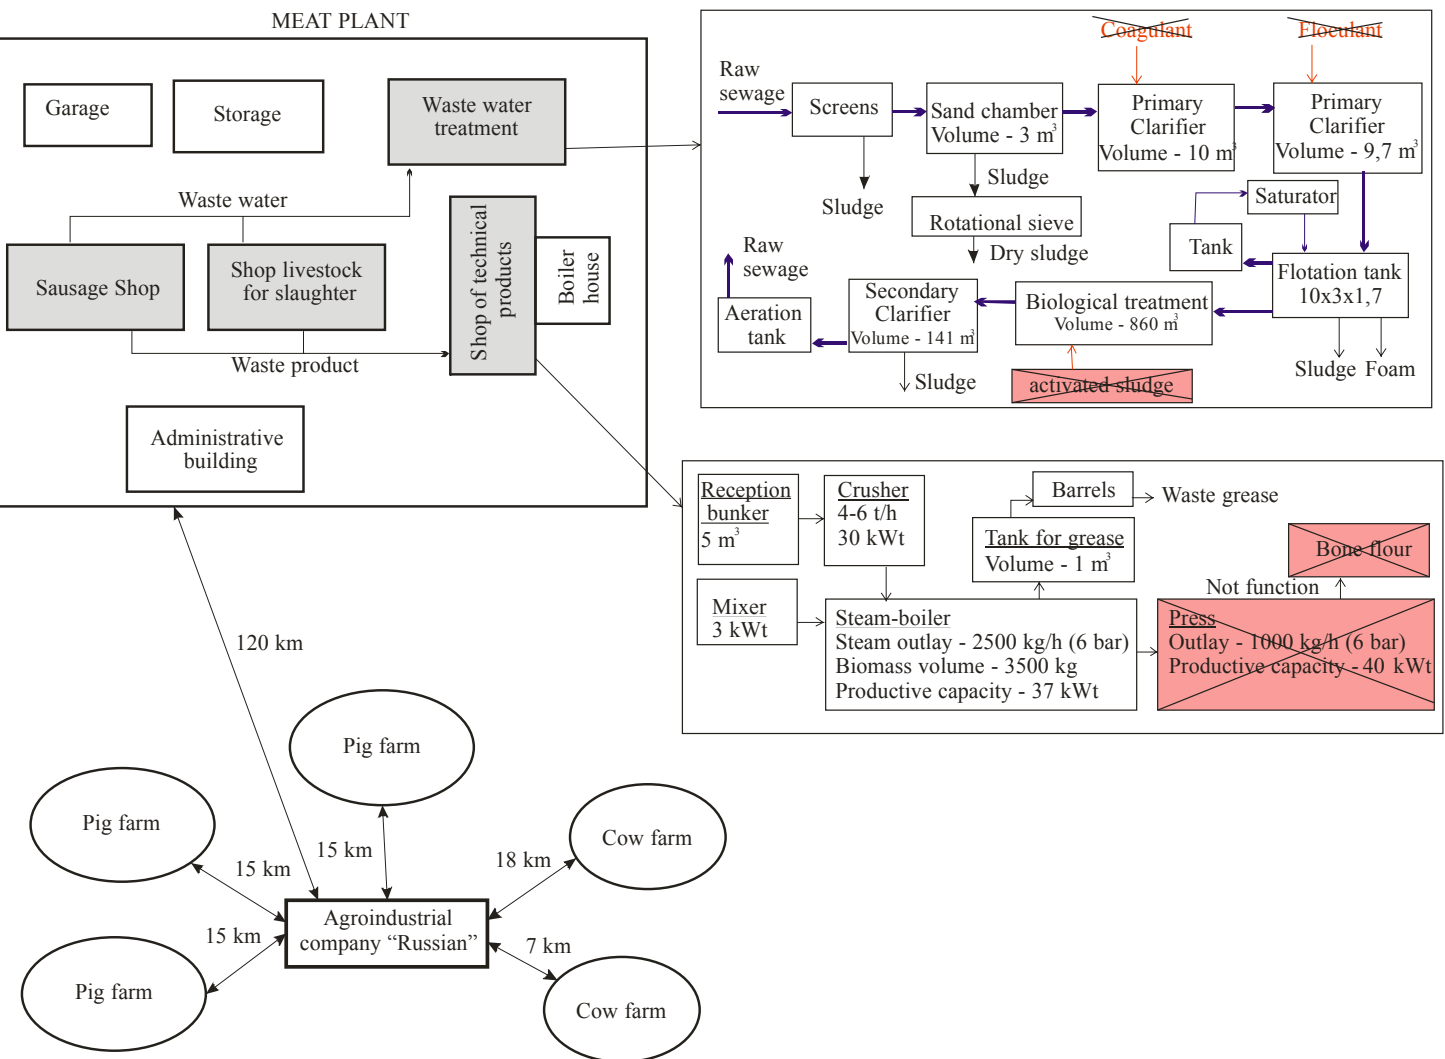 MEAT PLANT
Garage
Storage
Waste water
treatment
Waste water
Sausage Shop
Shop livestock
for slaughter
Shop of technical
products
Boiler
house
Waste product
Administrative
building
Raw
sewage
Screens
Sludge
Sand chamber
Volume - 3 m³
Sludge
Rotational sieve
Dry sludge
Coagulant
Primary
Clarifier
Volume - 10 m³
Floculant
Primary
Clarifier
Volume - 9,7 m³
Saturator
Tank
Flotation tank
10x3x1,7
Sludge
Foam
Biological treatment
Volume - 860 m³
activated sludge
Secondary
Clarifier
Volume - 141 m³
Sludge
Aeration
tank
Raw
sewage
Reception
bunker
5 m³
Crusher
4-6 t/h
30 kWt
Mixer
3 kWt
Steam-boiler
Steam outlay - 2500 kg/h (6 bar)
Biomass volume - 3500 kg
Productive capacity - 37 kWt
Tank for grease
Volume - 1 m³
Barrels
Waste grease
Bone flour
Not function
Press
Outlay - 1000 kg/h (6 bar)
Productive capacity - 40 kWt
120 km
Pig farm
15 km
Pig farm
15 km
Pig farm
15 km
Cow farm
18 km
Cow farm
7 km
Agroindustrial
company “Russian”